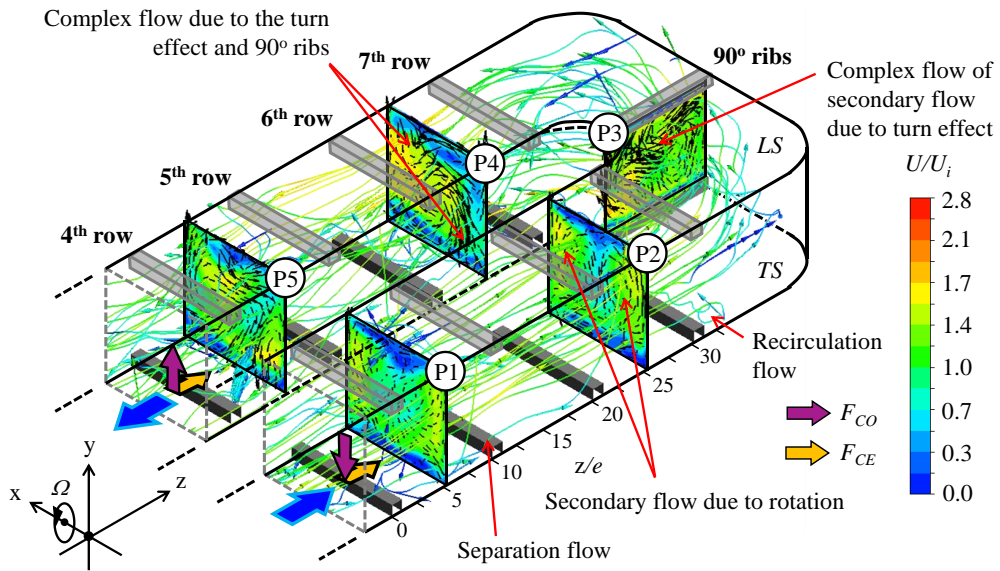 Complex flow due to the turn
effect and 90° ribs
7th row
6th row
5th row
4th row
90° ribs
Complex flow of
secondary flow
due to turn effect
LS
TS
P3
P4
P2
P5
P1
U/Ui
2.8
2.1
1.7
1.4
1.0
0.7
0.3
0.0
Recirculation
flow
30
25
20
15
10
5
0
z/e
FCO
FCE
Secondary flow due to rotation
Separation flow
y
x
Ω
z